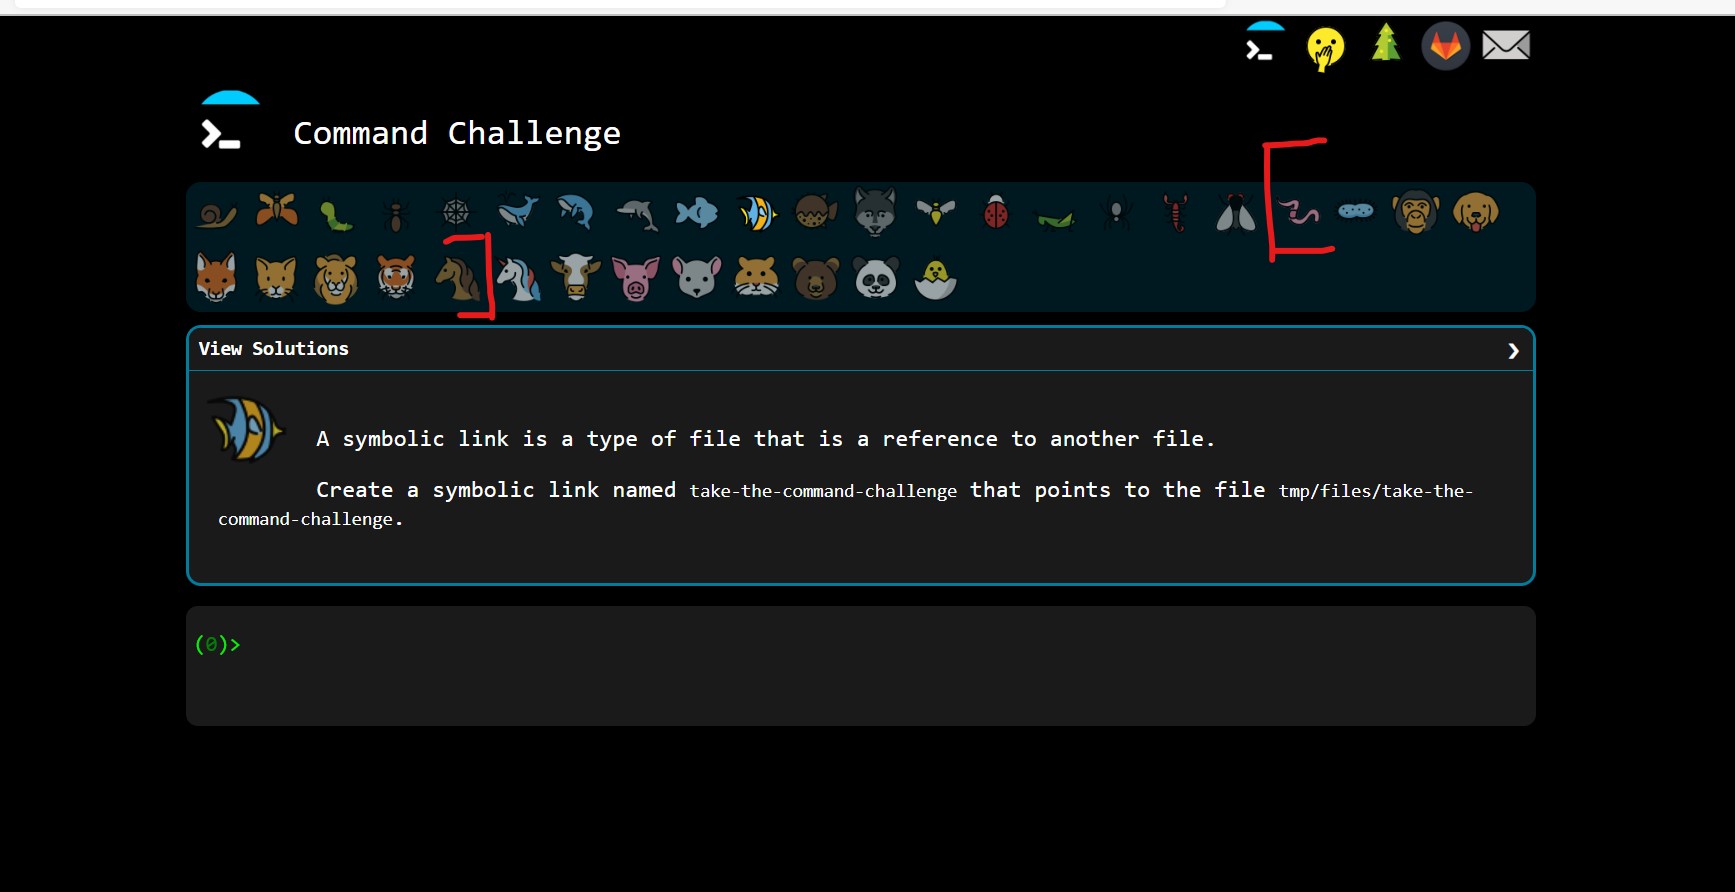 Command Challenge
View Solutions
A symbolic link is a type of file that is a reference to another file.
Create a symbolic link named take-the-command-challenge that points to the file tmp/files/take-the-
command-challenge.
(0)>